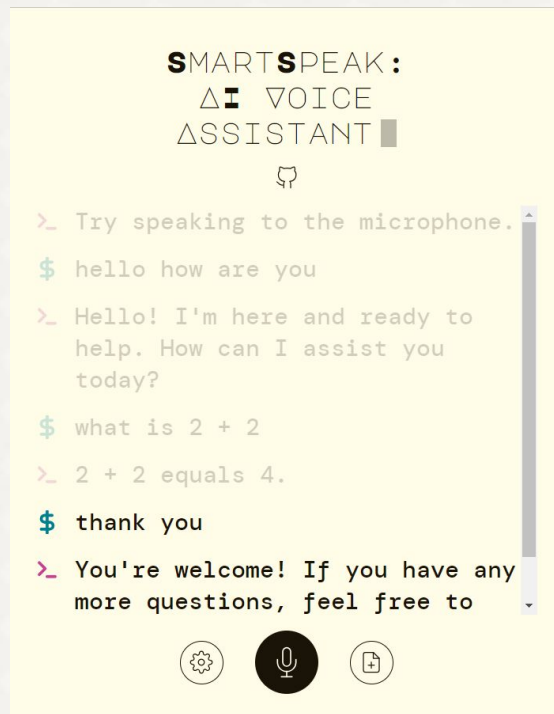 SMARTSPEAK:
AI VOICE
ASSISTANT
>_ Try speaking to the microphone.
$ hello how are you
>_ Hello! I'm here and ready to
help. How can I assist you
today?
$ what is 2 + 2
>_ 2 + 2 equals 4.
$ thank you
>_ You're welcome! If you have any
more questions, feel free to